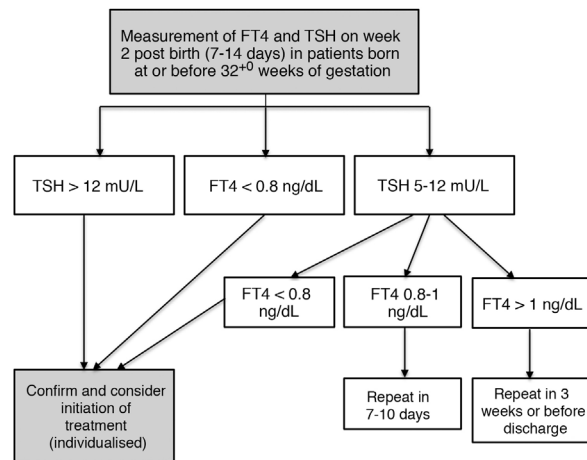 Measurement of FT4 and TSH on week
2 post birth (7-14 days) in patients born
at or before 32+0 weeks of gestation
TSH > 12 mU/L
FT4 < 0.8 ng/dL
TSH 5-12 mU/L
FT4 < 0.8
ng/dL
FT4 0.8-1
ng/dL
FT4 > 1 ng/dL
Confirm and consider
initiation of
treatment
(individualised)
Repeat in
7-10 days
Repeat in 3
weeks or before
discharge